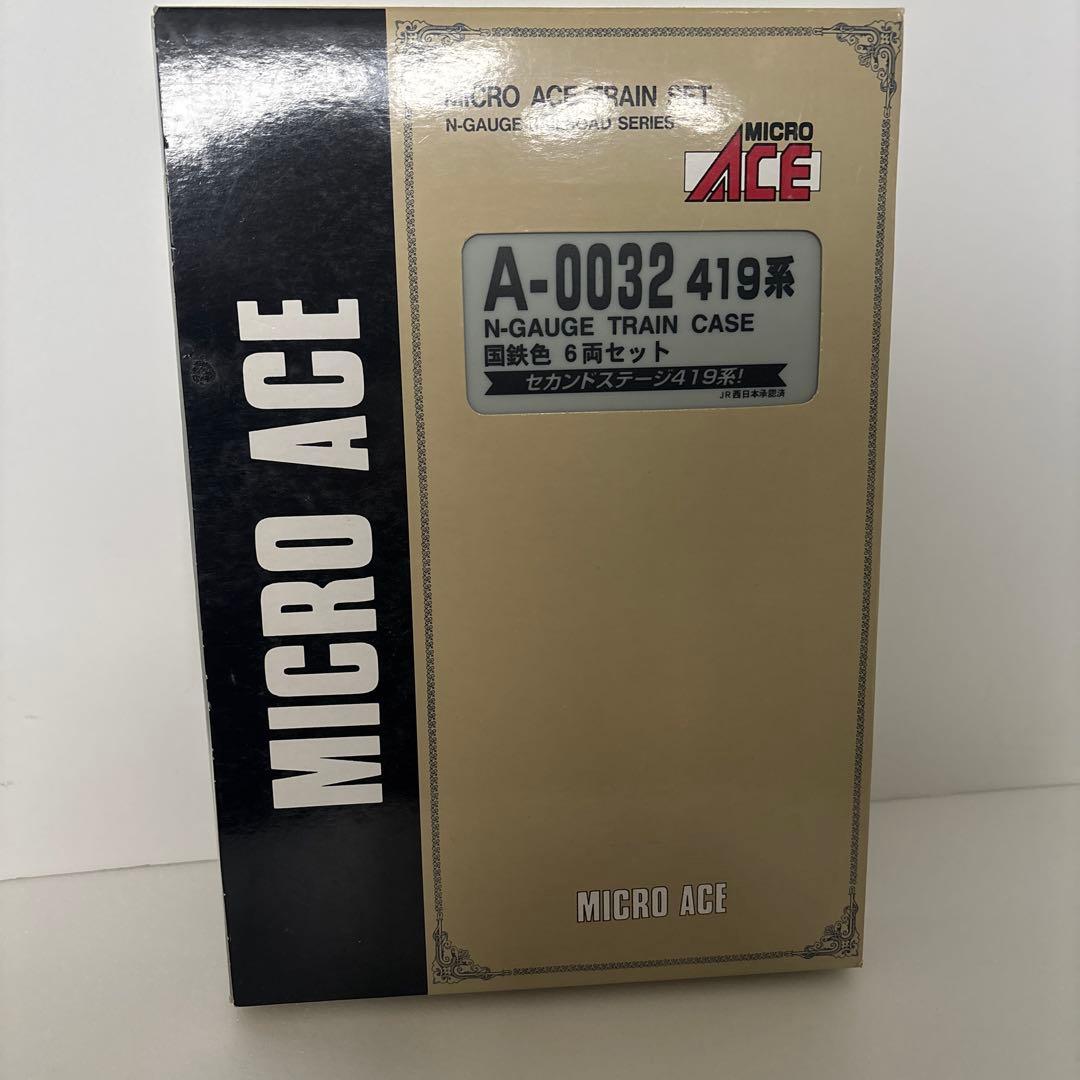 MICRO ACE
MICRO ACE TRAIN SET
N-GAUGE RAILROAD SERIES
MICRO
ACE
A-0032 419系
N-GAUGE TRAIN CASE
国鉄色 6両セット
セカンドステージ419系!
JR西日本承認済
MICRO ACE